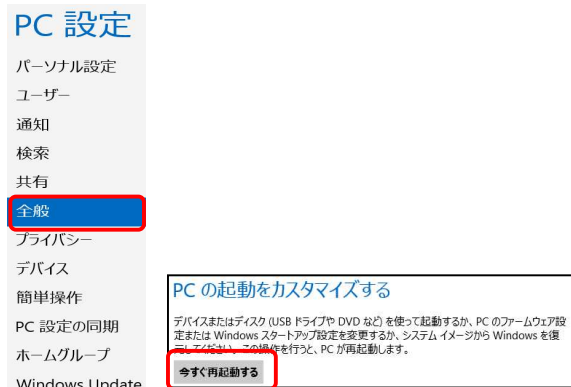 PC 設定
パーソナル設定
ユーザー
通知
検索
共有
全般
プライバシー
デバイス
簡単操作
PC 設定の同期
ホームグループ
Windows Update
PC の起動をカスタマイズする
デバイスまたはディスク (USB ドライブや DVD など) を使って起動するか、PC のファームウェア設
定または Windows スタートアップ設定を変更するか、システム イメージから Windows を復
元してください。この操作を行うと、PC が再起動します。
今すぐ再起動する